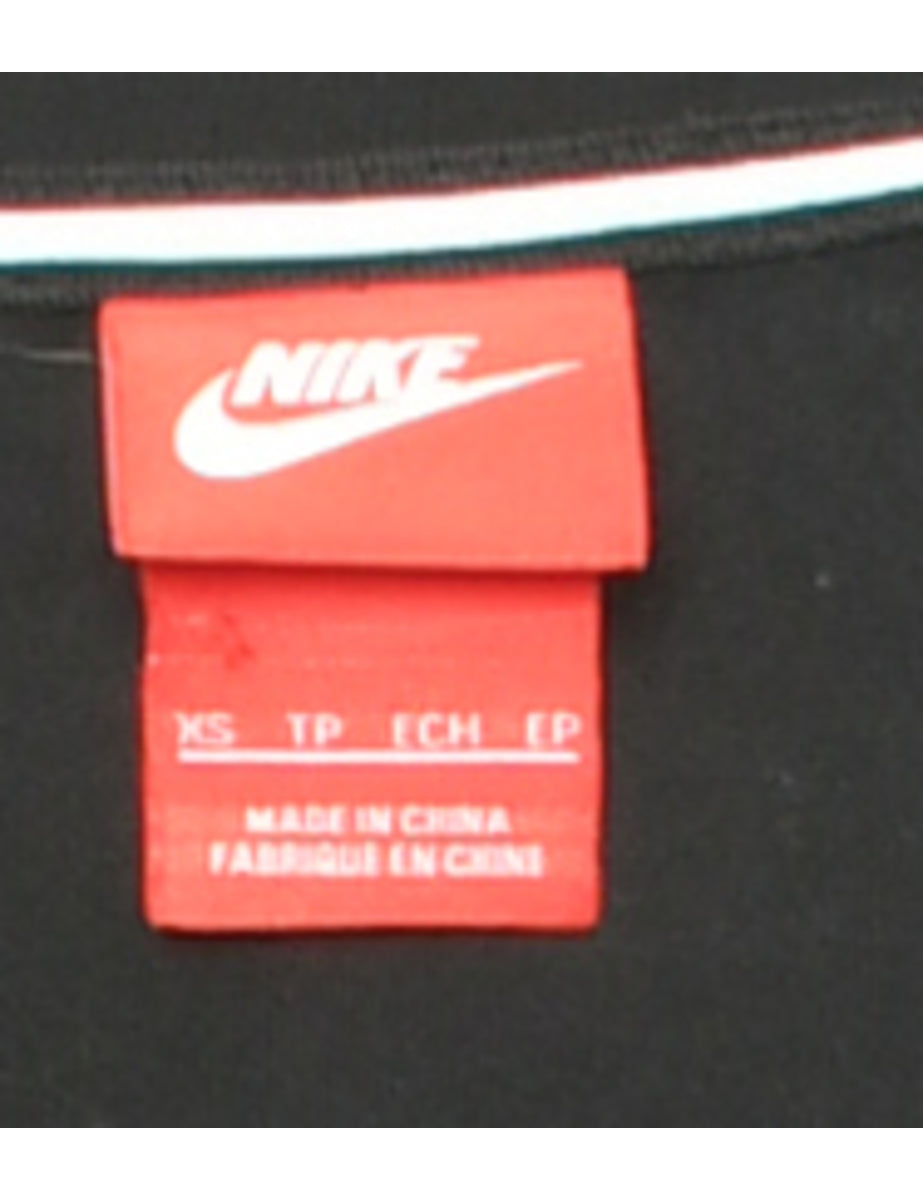 NIKE
XS TP ECH EP
MADE IN CHINA
FABRIQUE EN CHINE